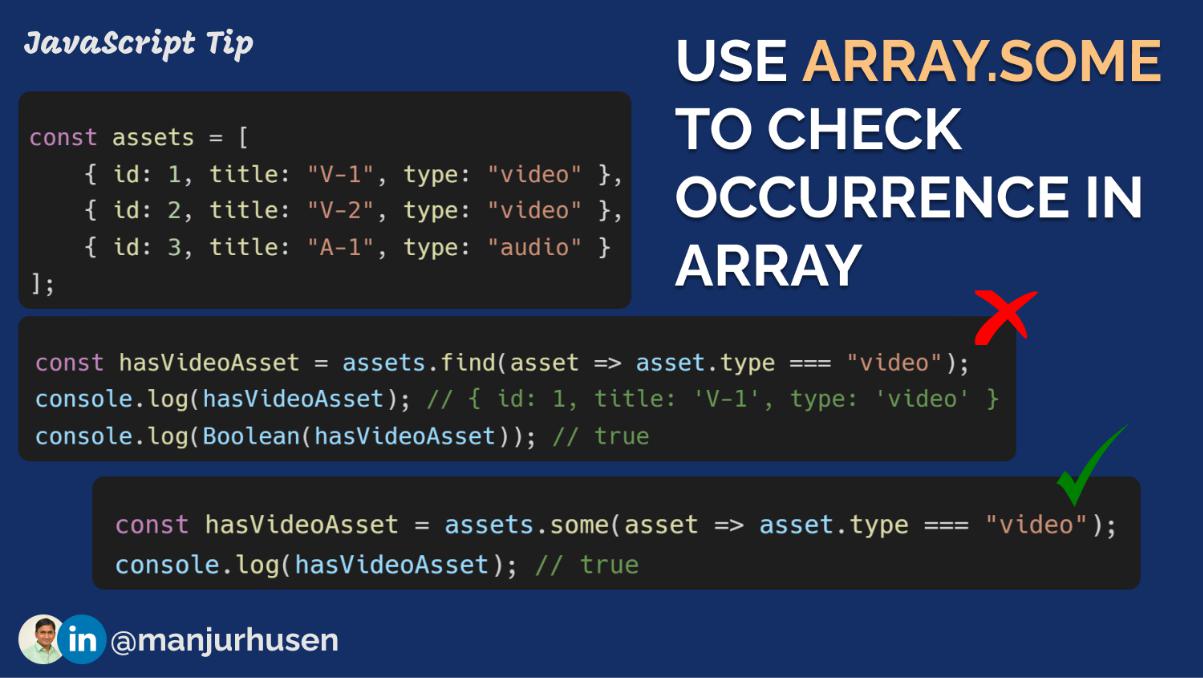 JavaScript Tip
USE ARRAY.SOME
TO CHECK
OCCURRENCE IN
ARRAY
const assets = [
    { id: 1, title: "V-1", type: "video" },
    { id: 2, title: "V-2", type: "video" },
    { id: 3, title: "A-1", type: "audio" }
];
const hasVideoAsset = assets.find(asset => asset.type === "video");
console.log(hasVideoAsset); // { id: 1, title: 'V-1', type: 'video' }
console.log(Boolean(hasVideoAsset)); // true
const hasVideoAsset = assets.some(asset => asset.type === "video");
console.log(hasVideoAsset); // true
in @manjurhusen